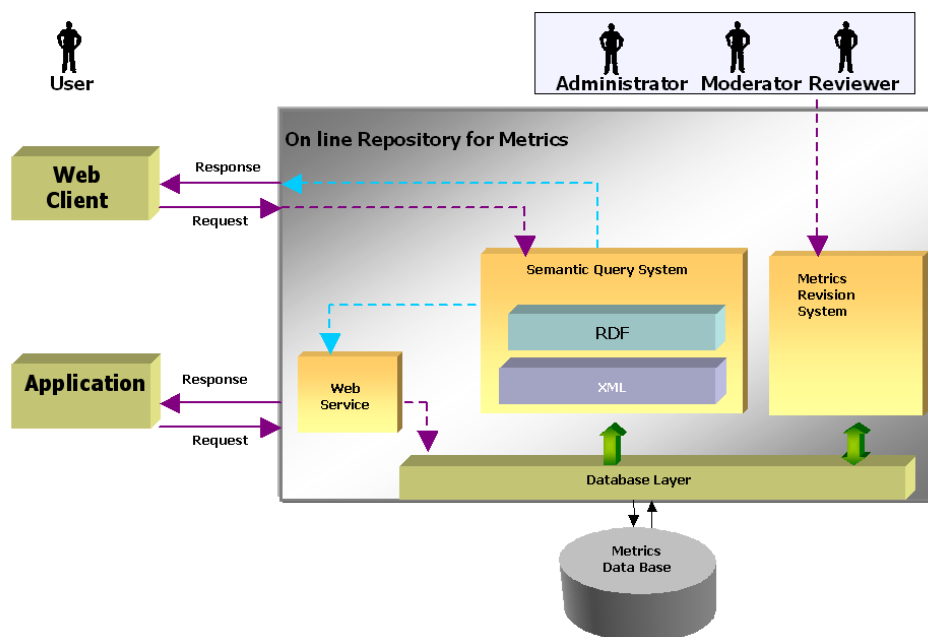 User
Administrator Moderator Reviewer
On line Repository for Metrics
Web
Client
Response
Request
Semantic Query System
RDF
XML
Metrics
Revision
System
Application
Response
Request
Web
Service
Database Layer
Metrics
Data Base